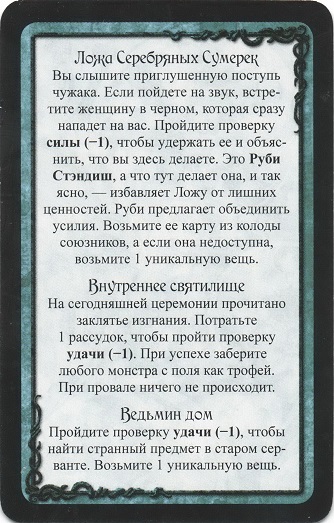 Ложа Серебряных Сумерек
Вы слышите приглушенную поступь
чужака. Если пойдете на звук, встре-
тите женщину в черном, которая сразу
нападет на вас. Пройдите проверку
силы (−1), чтобы удержать ее и объяс-
нить, что вы здесь делаете. Это Руби
Стэндиш, а что тут делает она, и так
ясно, — избавляет Ложу от лишних
ценностей. Руби предлагает объединить
усилия. Возьмите ее карту из колоды
союзников, а если она недоступна,
возьмите 1 уникальную вещь.
Внутреннее святилище
На сегодняшней церемонии прочитано
заклятье изгнания. Потратьте
1 рассудок, чтобы пройти проверку
удачи (−1). При успехе заберите
любого монстра с поля как трофей.
При провале ничего не происходит.
Ведьмин дом
Пройдите проверку удачи (−1), чтобы
найти странный предмет в старом сер-
ванте. Возьмите 1 уникальную вещь.